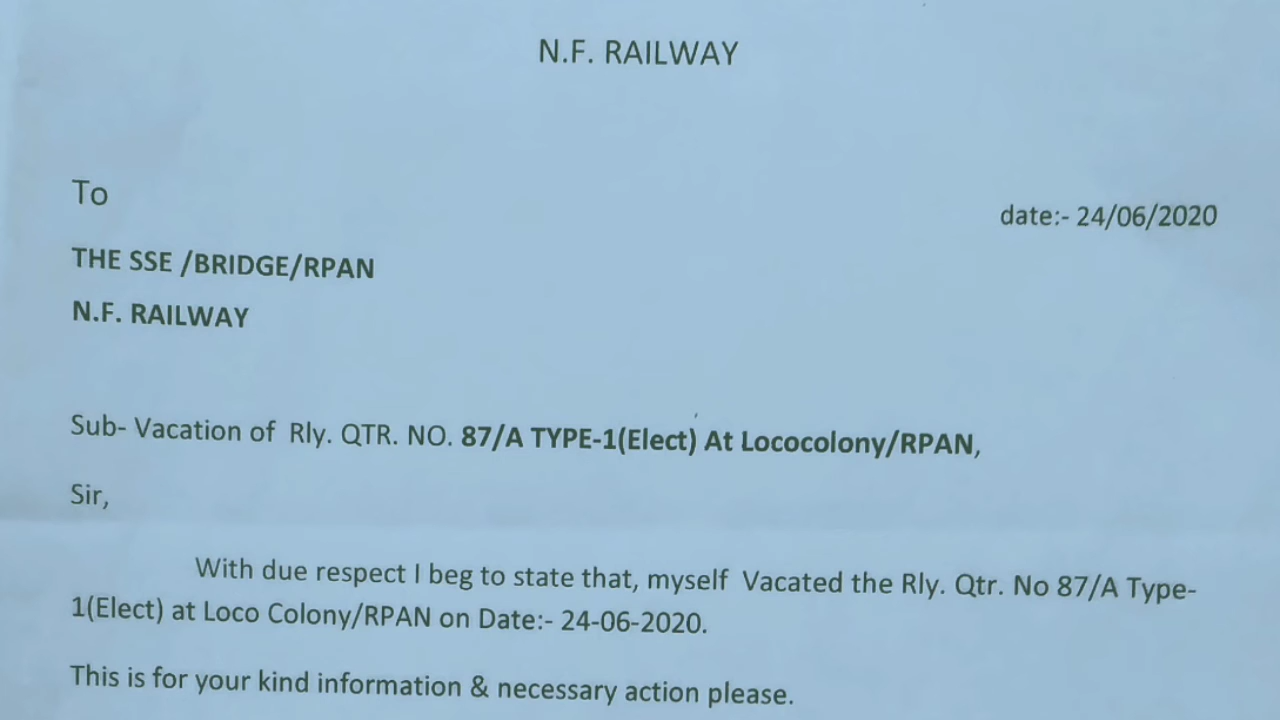 N.F. RAILWAY
To
date:- 24/06/2020
THE SSE /BRIDGE/RPAN
N.F. RAILWAY
Sub- Vacation of Rly. QTR. NO. 87/A TYPE-1(Elect) At Lococolony/RPAN,
Sir,
With due respect I beg to state that, myself Vacated the Rly. Qtr. No 87/A Type-
1(Elect) at Loco Colony/RPAN on Date:- 24-06-2020.
This is for your kind information & necessary action please.